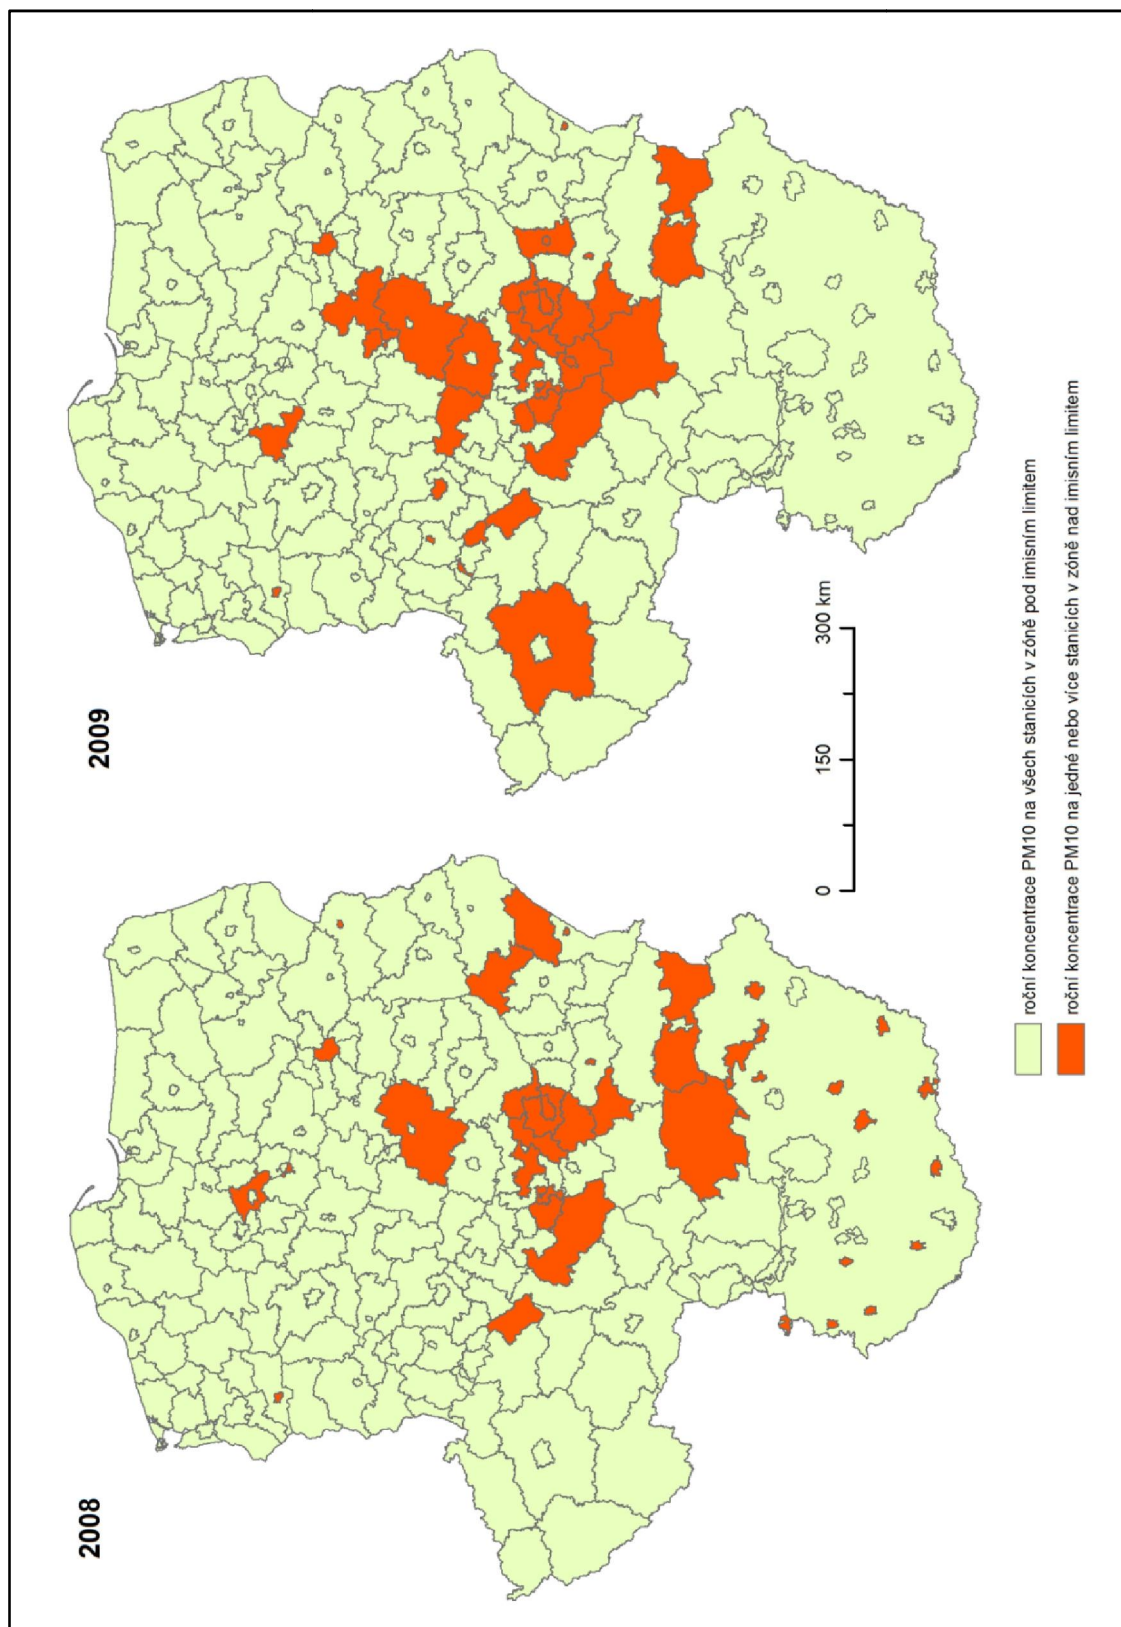 2008
2009
0 150 300 km
roční koncentrace PM10 na všech stanicích v zóně pod imisním limitem
roční koncentrace PM10 na jedné nebo více stanicích v zóně nad imisním limitem